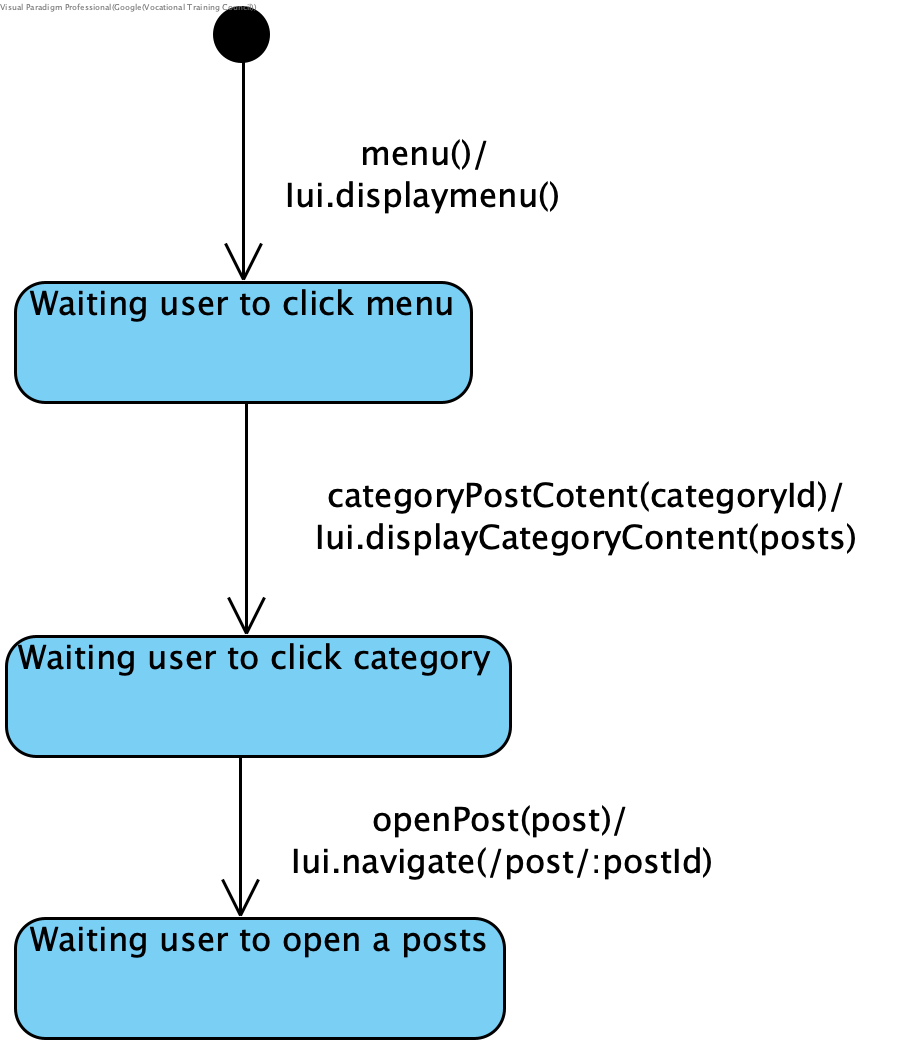 Visual Paradigm Professional(Google(Vocational Training Council))
menu()/
Iui.displaymenu()
Waiting user to click menu
categoryPostCotent(categoryId)/
Iui.displayCategoryContent(posts)
Waiting user to click category
openPost(post)/
Iui.navigate(/post/:postId)
Waiting user to open a posts